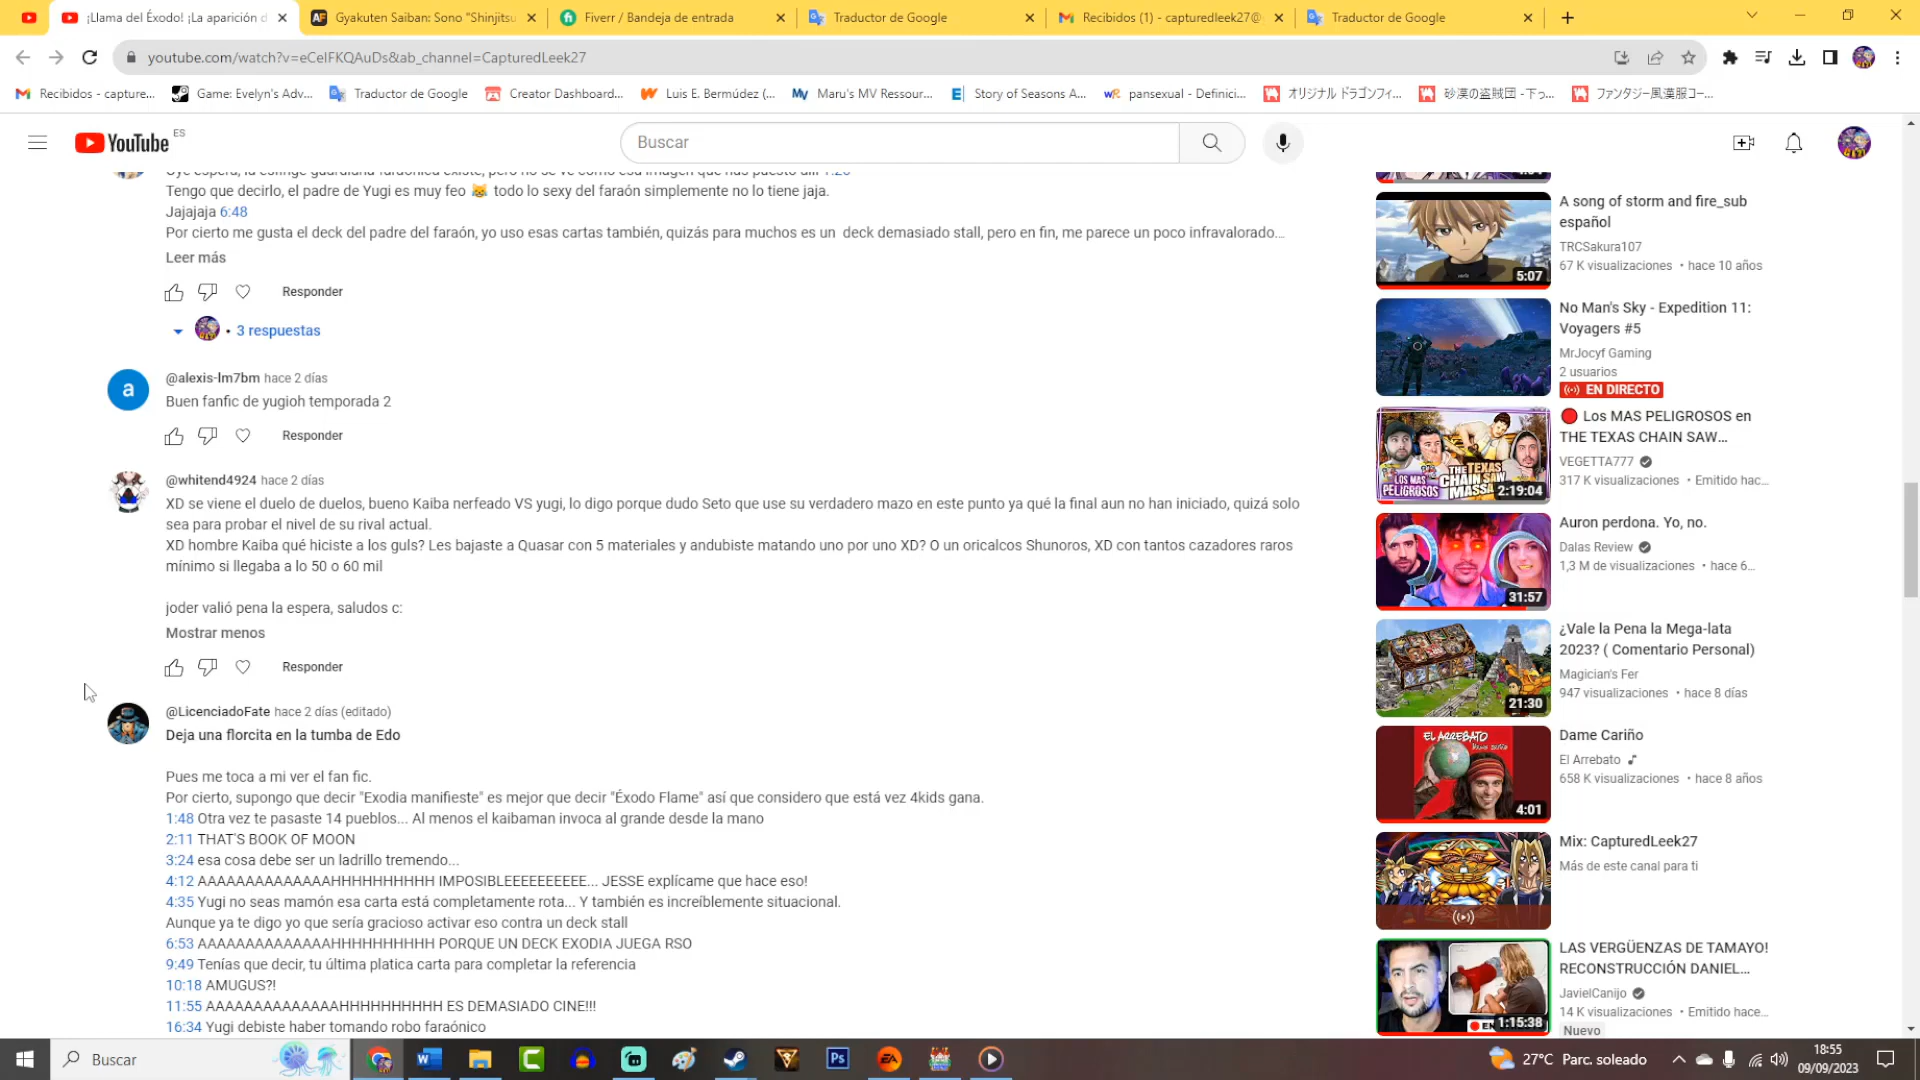 ¡Llama del Éxodo! ¡La aparición d
Gyakuten Saiban: Sono "Shinjitsu
Fiverr / Bandeja de entrada
Traductor de Google
Recibidos (1) - capturedleek27@
Traductor de Google
youtube.com/watch?v=eCeIFKQAuDs&ab_channel=CapturedLeek27
Recibidos - capture...
Game: Evelyn's Adv...
Traductor de Google
Creator Dashboard...
Luis E. Bermúdez (...
Maru's MV Ressour...
Story of Seasons A...
pansexual - Definici...
オリジナル ドラゴンフィ...
砂漠の盗賊団 - 下っ...
ファンタジー風漢服コー...
YouTube ES
Buscar
Tengo que decirlo, el padre de Yugi es muy feo 😹 todo lo sexy del faraón simplemente no lo tiene jaja.
Jajajaja 6:48
Por cierto me gusta el deck del padre del faraón, yo uso esas cartas también, quizás para muchos es un deck demasiado stall, pero en fin, me parece un poco infravalorado...
Leer más
Responder
• 3 respuestas
a
@alexis-lm7bm hace 2 días
Buen fanfic de yugioh temporada 2
Responder
@whitend4924 hace 2 días
XD se viene el duelo de duelos, bueno Kaiba nerfeado VS yugi, lo digo porque dudo Seto que use su verdadero mazo en este punto ya qué la final aun no han iniciado, quizá solo
sea para probar el nivel de su rival actual.
XD hombre Kaiba qué hiciste a los guls? Les bajaste a Quasar con 5 materiales y andubiste matando uno por uno XD? O un oricalcos Shunoros, XD con tantos cazadores raros
mínimo si llegaba a lo 50 o 60 mil
joder valió pena la espera, saludos c:
Mostrar menos
Responder
@LicenciadoFate hace 2 días (editado)
Deja una florcita en la tumba de Edo
Pues me toca a mi ver el fan fic.
Por cierto, supongo que decir "Exodia manifieste" es mejor que decir "Éxodo Flame" así que considero que está vez 4kids gana.
1:48 Otra vez te pasaste 14 pueblos... Al menos el kaibaman invoca al grande desde la mano
2:11 THAT'S BOOK OF MOON
3:24 esa cosa debe ser un ladrillo tremendo...
4:12 AAAAAAAAAAAAAAHHHHHHHHHH IMPOSIBLEEEEEEEEEE... JESSE explícame que hace eso!
4:35 Yugi no seas mamón esa carta está completamente rota... Y también es increíblemente situacional.
Aunque ya te digo yo que sería gracioso activar eso contra un deck stall
6:53 AAAAAAAAAAAAAAHHHHHHHHHH PORQUE UN DECK EXODIA JUEGA RSO
9:49 Tenías que decir, tu última platica carta para completar la referencia
10:18 AMUGUS?!
11:55 AAAAAAAAAAAAAAHHHHHHHHHH ES DEMASIADO CINE!!!
16:34 Yugi debiste haber tomando robo faraónico
A song of storm and fire_sub
español
TRCSakura107
67 K visualizaciones • hace 10 años
5:07
No Man's Sky - Expedition 11:
Voyagers #5
MrJocyf Gaming
2 usuarios
EN DIRECTO
🔴 Los MAS PELIGROSOS en
THE TEXAS CHAIN SAW...
VEGETTA777
317 K visualizaciones • Emitido hac...
LOS MAS PELIGROSOS
THE TEXAS CHAIN SAW MASSA
2:19:04
Auron perdona. Yo, no.
Dalas Review
1,3 M de visualizaciones • hace 6...
31:57
¿Vale la Pena la Mega-lata
2023? ( Comentario Personal)
Magician's Fer
947 visualizaciones • hace 8 días
21:30
Dame Cariño
El Arrebato
658 K visualizaciones • hace 8 años
EL ARREBATO
4:01
Mix: CapturedLeek27
Más de este canal para ti
LAS VERGÜENZAS DE TAMAYO!
RECONSTRUCCIÓN DANIEL...
JavielCanijo
14 K visualizaciones • Emitido hace...
Nuevo
1:15:38
Buscar
27°C Parc. soleado
18:55
09/09/2023